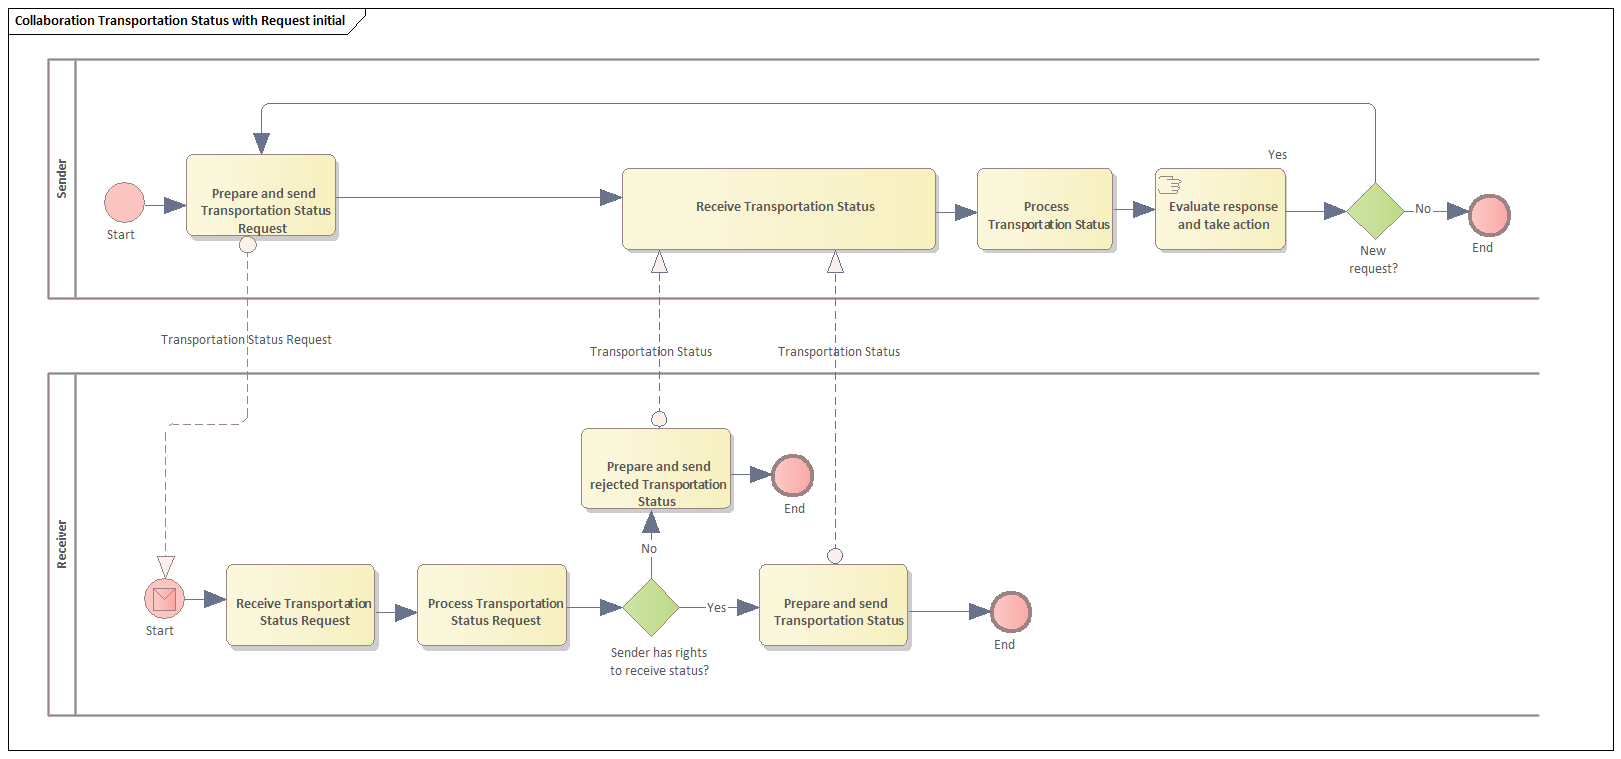 Collaboration Transportation Status with Request initial
Sender
Start
Prepare and send
Transportation Status
Request
Receive Transportation Status
Process
Transportation Status
Evaluate response
and take action
Yes
New
request?
No
End
Transportation Status Request
Transportation Status
Transportation Status
Receiver
Start
Receive Transportation
Status Request
Process Transportation
Status Request
Sender has rights
to receive status?
No
Prepare and send
rejected Transportation
Status
End
Yes
Prepare and send
Transportation Status
End